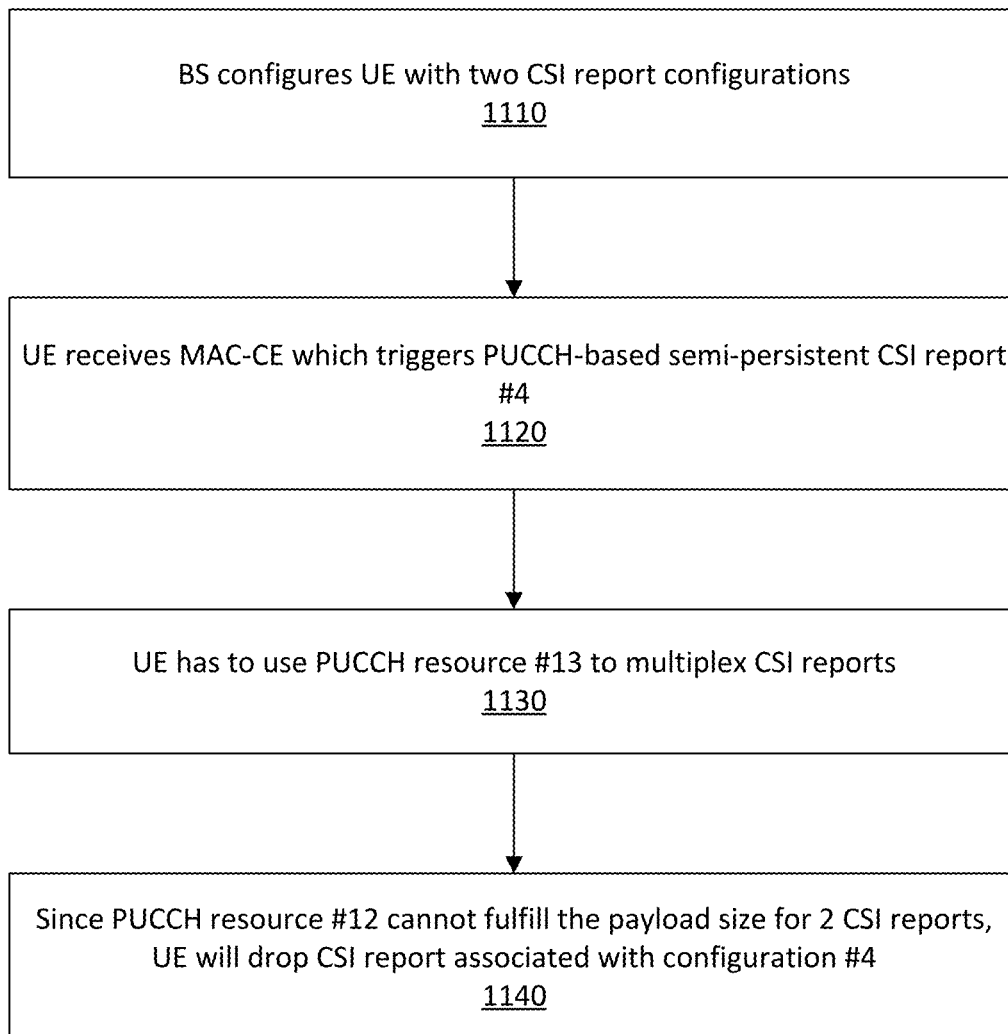 BS configures UE with two CSI report configurations
1110
UE receives MAC-CE which triggers PUCCH-based semi-persistent CSI report
#4
1120
UE has to use PUCCH resource #13 to multiplex CSI reports
1130
Since PUCCH resource #12 cannot fulfill the payload size for 2 CSI reports,
UE will drop CSI report associated with configuration #4
1140